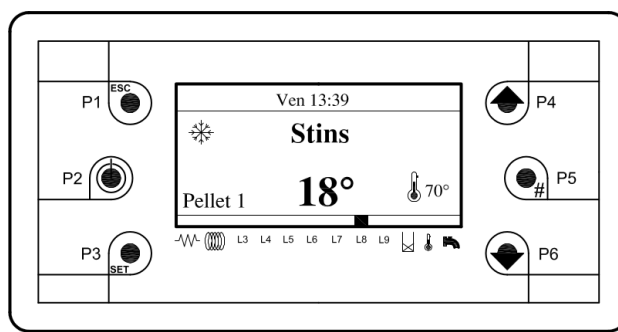 ESC
P1
P2
P3
SET
Ven 13:39
Stins
Pellet 1
18°
70°
L3 L4 L5 L6 L7 L8 L9
P4
P5
#
P6